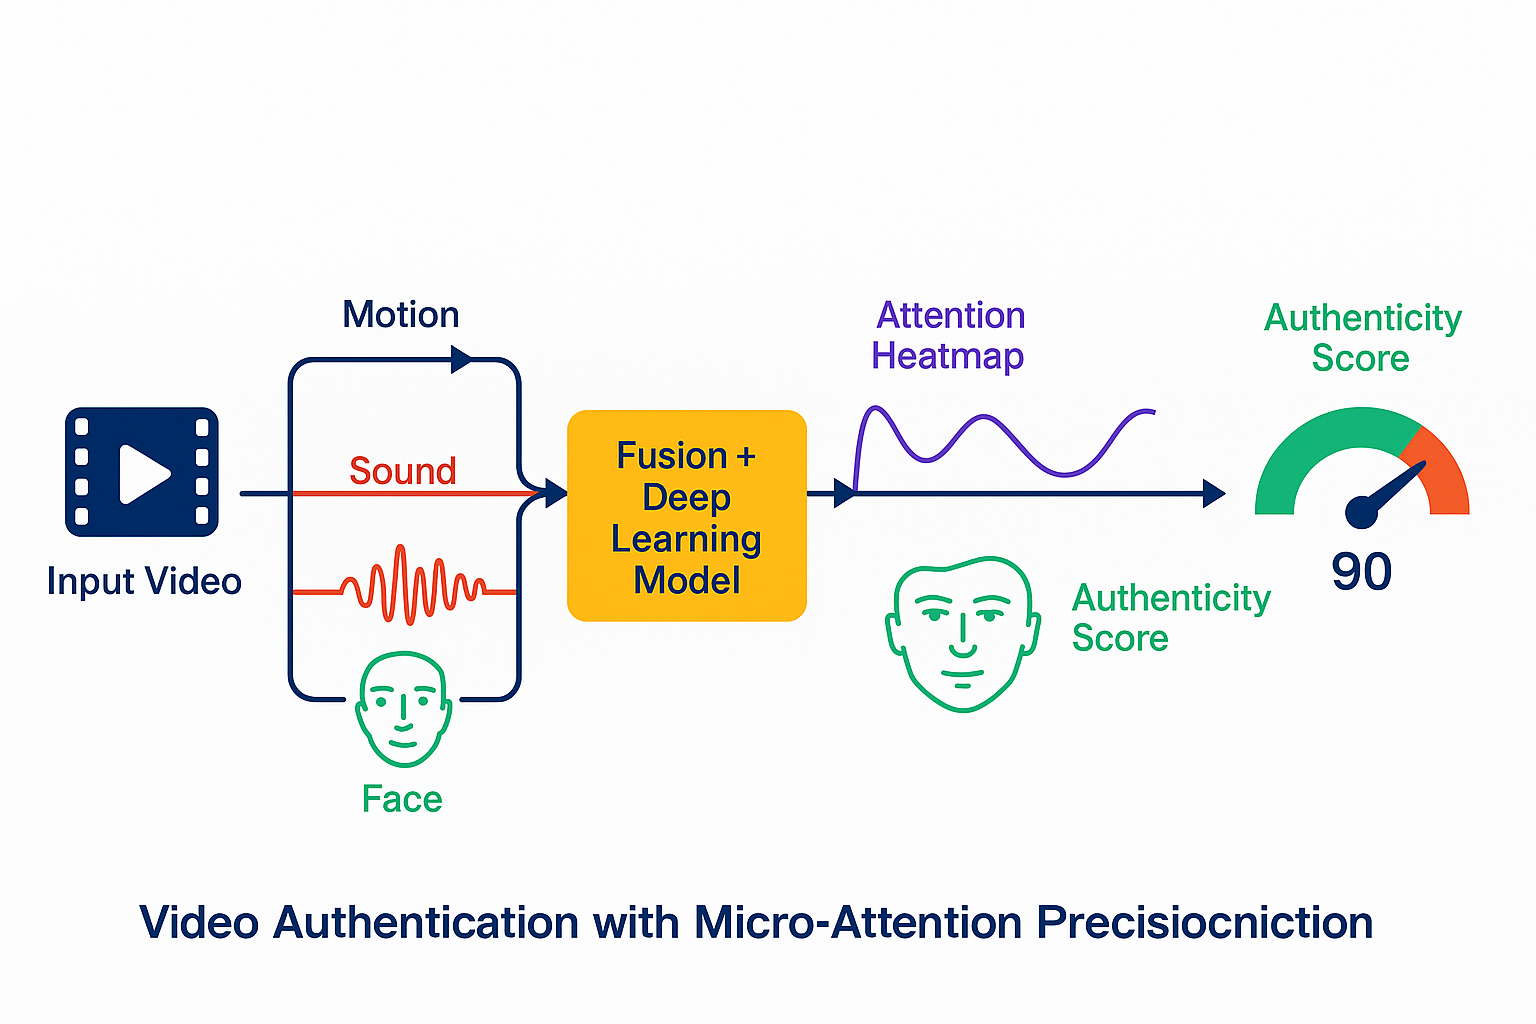 Motion
Attention
Heatmap
Authenticity
Score
Sound
Fusion +
Deep
Learning
Model
Input Video
90
Authenticity
Score
Face
Video Authentication with Micro-Attention Precisiocniction